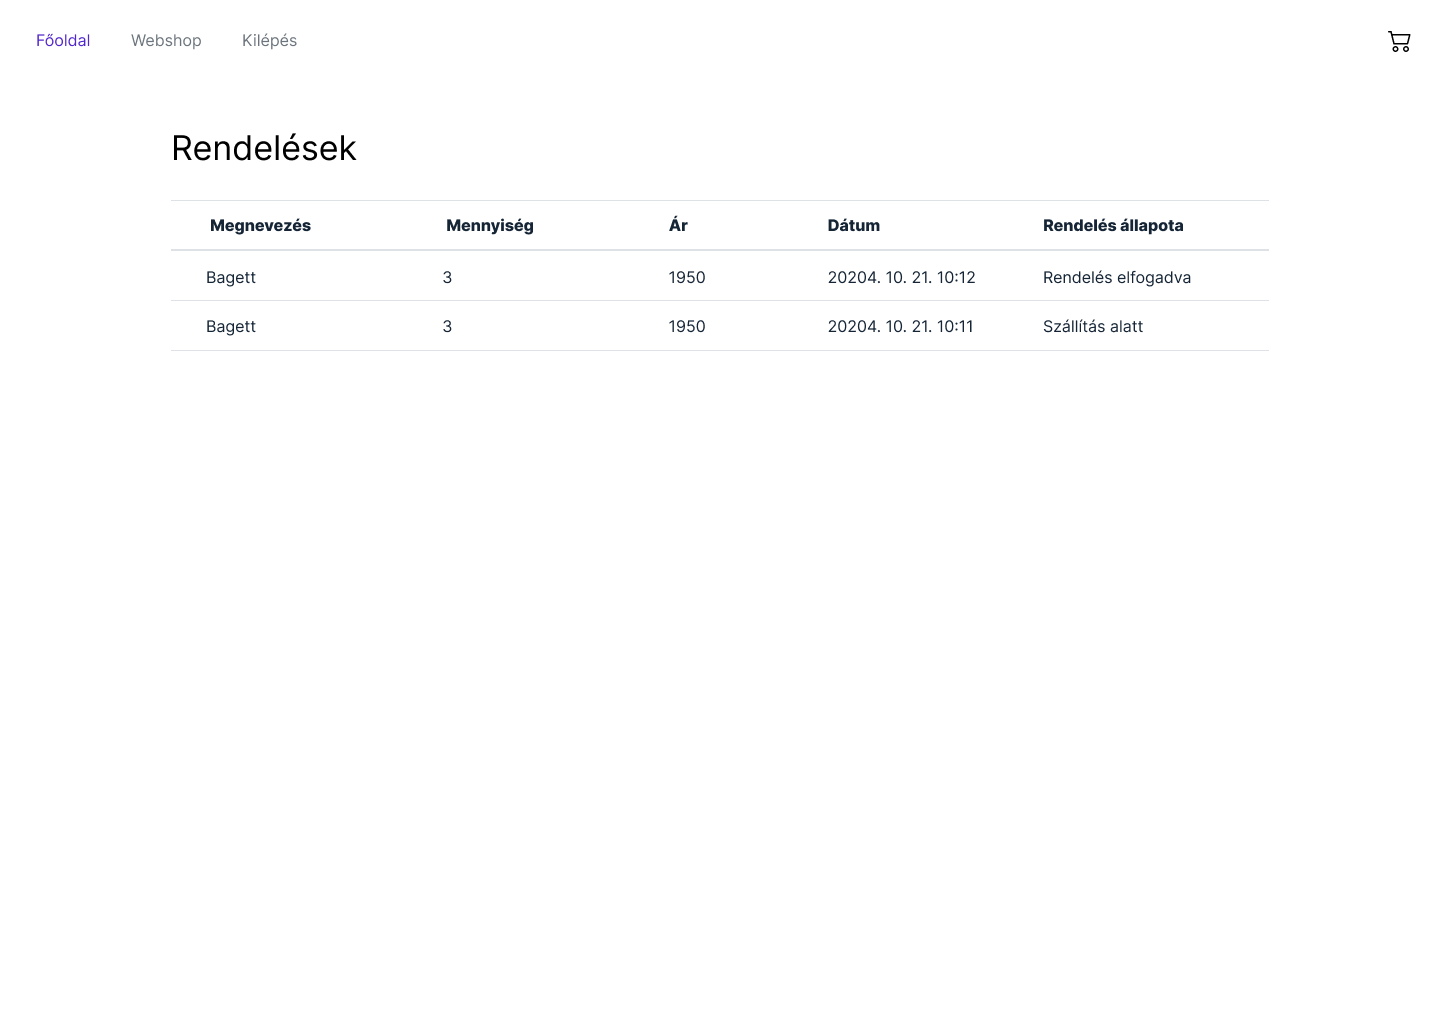 Főoldal Webshop Kilépés
Rendelések
Megnevezés Mennyiség Ár Dátum Rendelés állapota
Bagett 3 1950 20204. 10. 21. 10:12 Rendelés elfogadva
Bagett 3 1950 20204. 10. 21. 10:11 Szállítás alatt